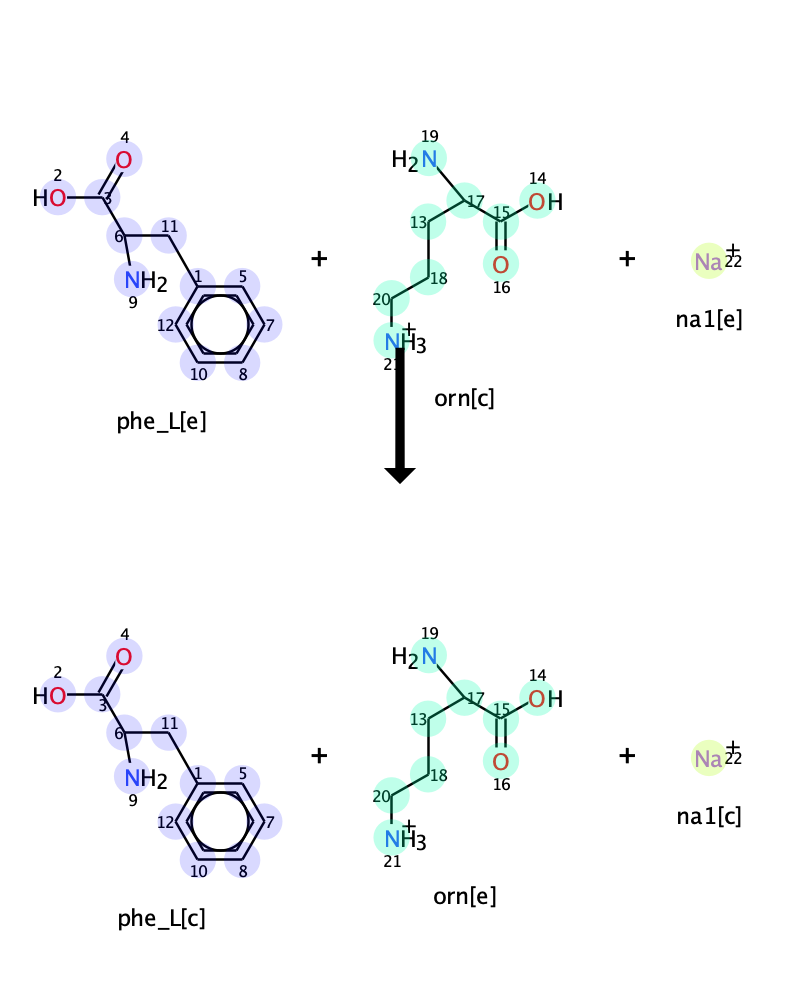 4
19
H2N
2
HO
O
3
14
OH
17
15
6
11
13
+
+
Na+
22
O
16
NH2
9
1
5
18
20
na1[e]
12
7
NH3+
21
10
8
orn[c]
phe_L[e]
4
19
H2N
2
HO
O
3
14
OH
17
15
6
11
13
+
+
Na+
22
O
16
NH2
9
1
5
18
20
na1[c]
12
7
NH3+
21
10
8
orn[e]
phe_L[c]